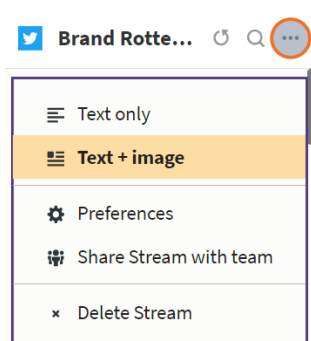 Brand Rotte...
Text only
Text + image
Preferences
Share Stream with team
Delete Stream